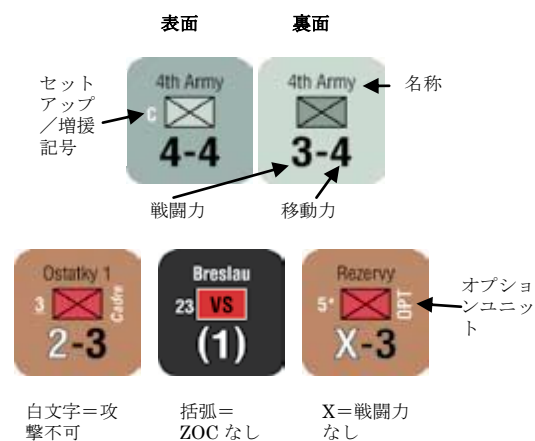 表面 裏面
セット
アップ
／増援
記号
4th Army
C
4-4
4th Army
3-4
名称
戦闘力 移動力
Ostatky 1
3 Cadre
2-3
Breslau
23 VS
(1)
Rezervy
5* OPT
X-3
オプショ
ンユニッ
ト
白文字＝攻
撃不可
括弧＝
ZOC なし
X＝戦闘力
なし